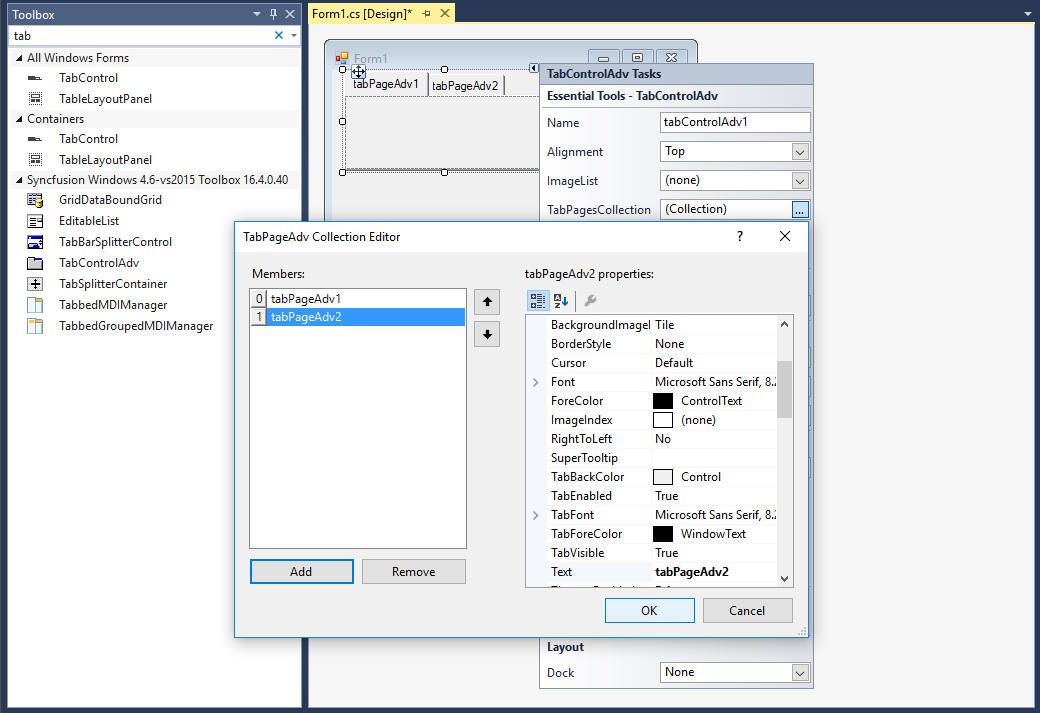 Toolbox
tab
All Windows Forms
TabControl
TableLayoutPanel
Containers
TabControl
TableLayoutPanel
Syncfusion Windows 4.6-vs2015 Toolbox 16.4.0.40
GridDataBoundGrid
EditableList
TabBarSplitterControl
TabControlAdv
TabSplitterContainer
TabbedMDIManager
TabbedGroupedMDIManager
Form1.cs [Design]*
Form1
tabPageAdv1 tabPageAdv2
TabControlAdv Tasks
Essential Tools - TabControlAdv
Name tabControlAdv1
Alignment Top
ImageList (none)
TabPagesCollection (Collection) ...
TabPageAdv Collection Editor ?
Members:
0 tabPageAdv1
1 tabPageAdv2
Add Remove
tabPageAdv2 properties:
BackgroundImageL Tile
BorderStyle None
Cursor Default
Font Microsoft Sans Serif, 8.2
ForeColor ControlText
ImageIndex (none)
RightToLeft No
SuperTooltip
TabBackColor Control
TabEnabled True
TabFont Microsoft Sans Serif, 8.2
TabForeColor WindowText
TabVisible True
Text tabPageAdv2
OK Cancel
Layout
Dock None